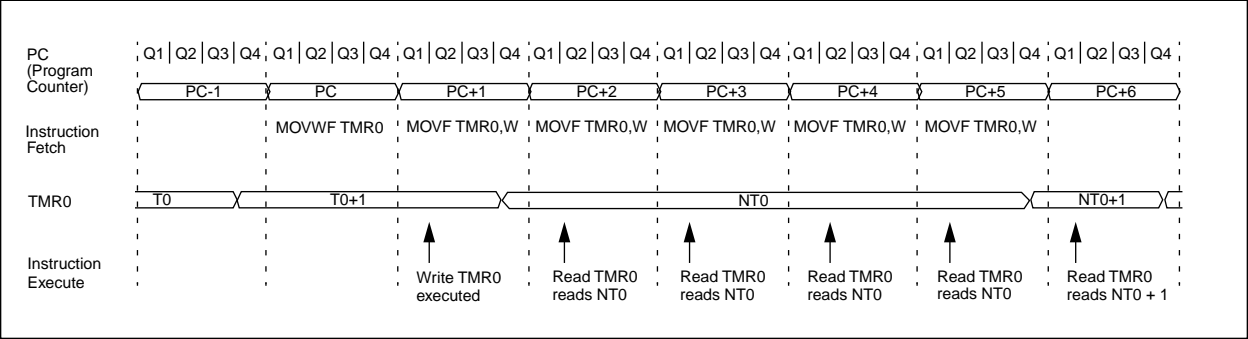 PC
(Program
Counter)
Q1 Q2 Q3 Q4 Q1 Q2 Q3 Q4 Q1 Q2 Q3 Q4 Q1 Q2 Q3 Q4 Q1 Q2 Q3 Q4 Q1 Q2 Q3 Q4 Q1 Q2 Q3 Q4 Q1 Q2 Q3 Q4
PC-1 PC PC+1 PC+2 PC+3 PC+4 PC+5 PC+6
Instruction
Fetch
MOVWF TMR0 MOVF TMR0,W MOVF TMR0,W MOVF TMR0,W MOVF TMR0,W MOVF TMR0,W
TMR0
T0 T0+1 NT0 NT0+1
Instruction
Execute
Write TMR0
executed
Read TMR0
reads NT0
Read TMR0
reads NT0
Read TMR0
reads NT0
Read TMR0
reads NT0
Read TMR0
reads NT0 + 1